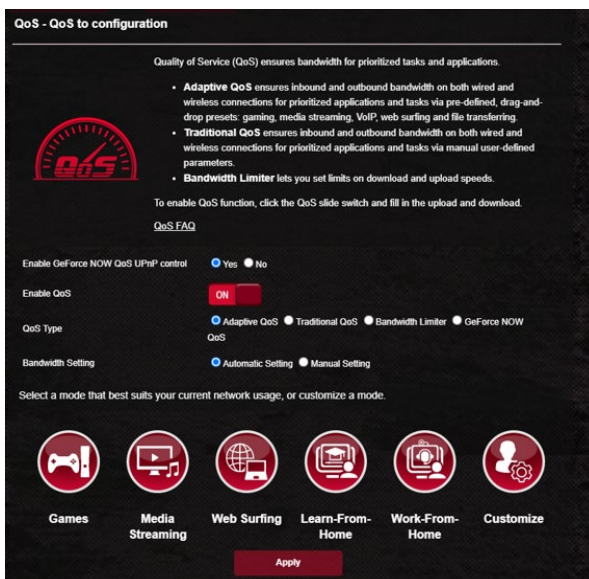 QoS - QoS to configuration
Quality of Service (QoS) ensures bandwidth for prioritized tasks and applications.
• Adaptive QoS ensures inbound and outbound bandwidth on both wired and
wireless connections for prioritized applications and tasks via pre-defined, drag-and-
drop presets: gaming, media streaming, VoIP, web surfing and file transferring.
• Traditional QoS ensures inbound and outbound bandwidth on both wired and
wireless connections for prioritized applications and tasks via manual user-defined
parameters.
• Bandwidth Limiter lets you set limits on download and upload speeds.
QoS
To enable QoS function, click the QoS slide switch and fill in the upload and download.
QoS FAQ
Enable GeForce NOW QoS UPnP control Yes No
Enable QoS ON
QoS Type Adaptive QoS Traditional QoS Bandwidth Limiter GeForce NOW
QoS
Bandwidth Setting Automatic Setting Manual Setting
Select a mode that best suits your current network usage, or customize a mode.
Games Media Web Surfing Learn-From- Work-From- Customize
Streaming Home Home
Apply